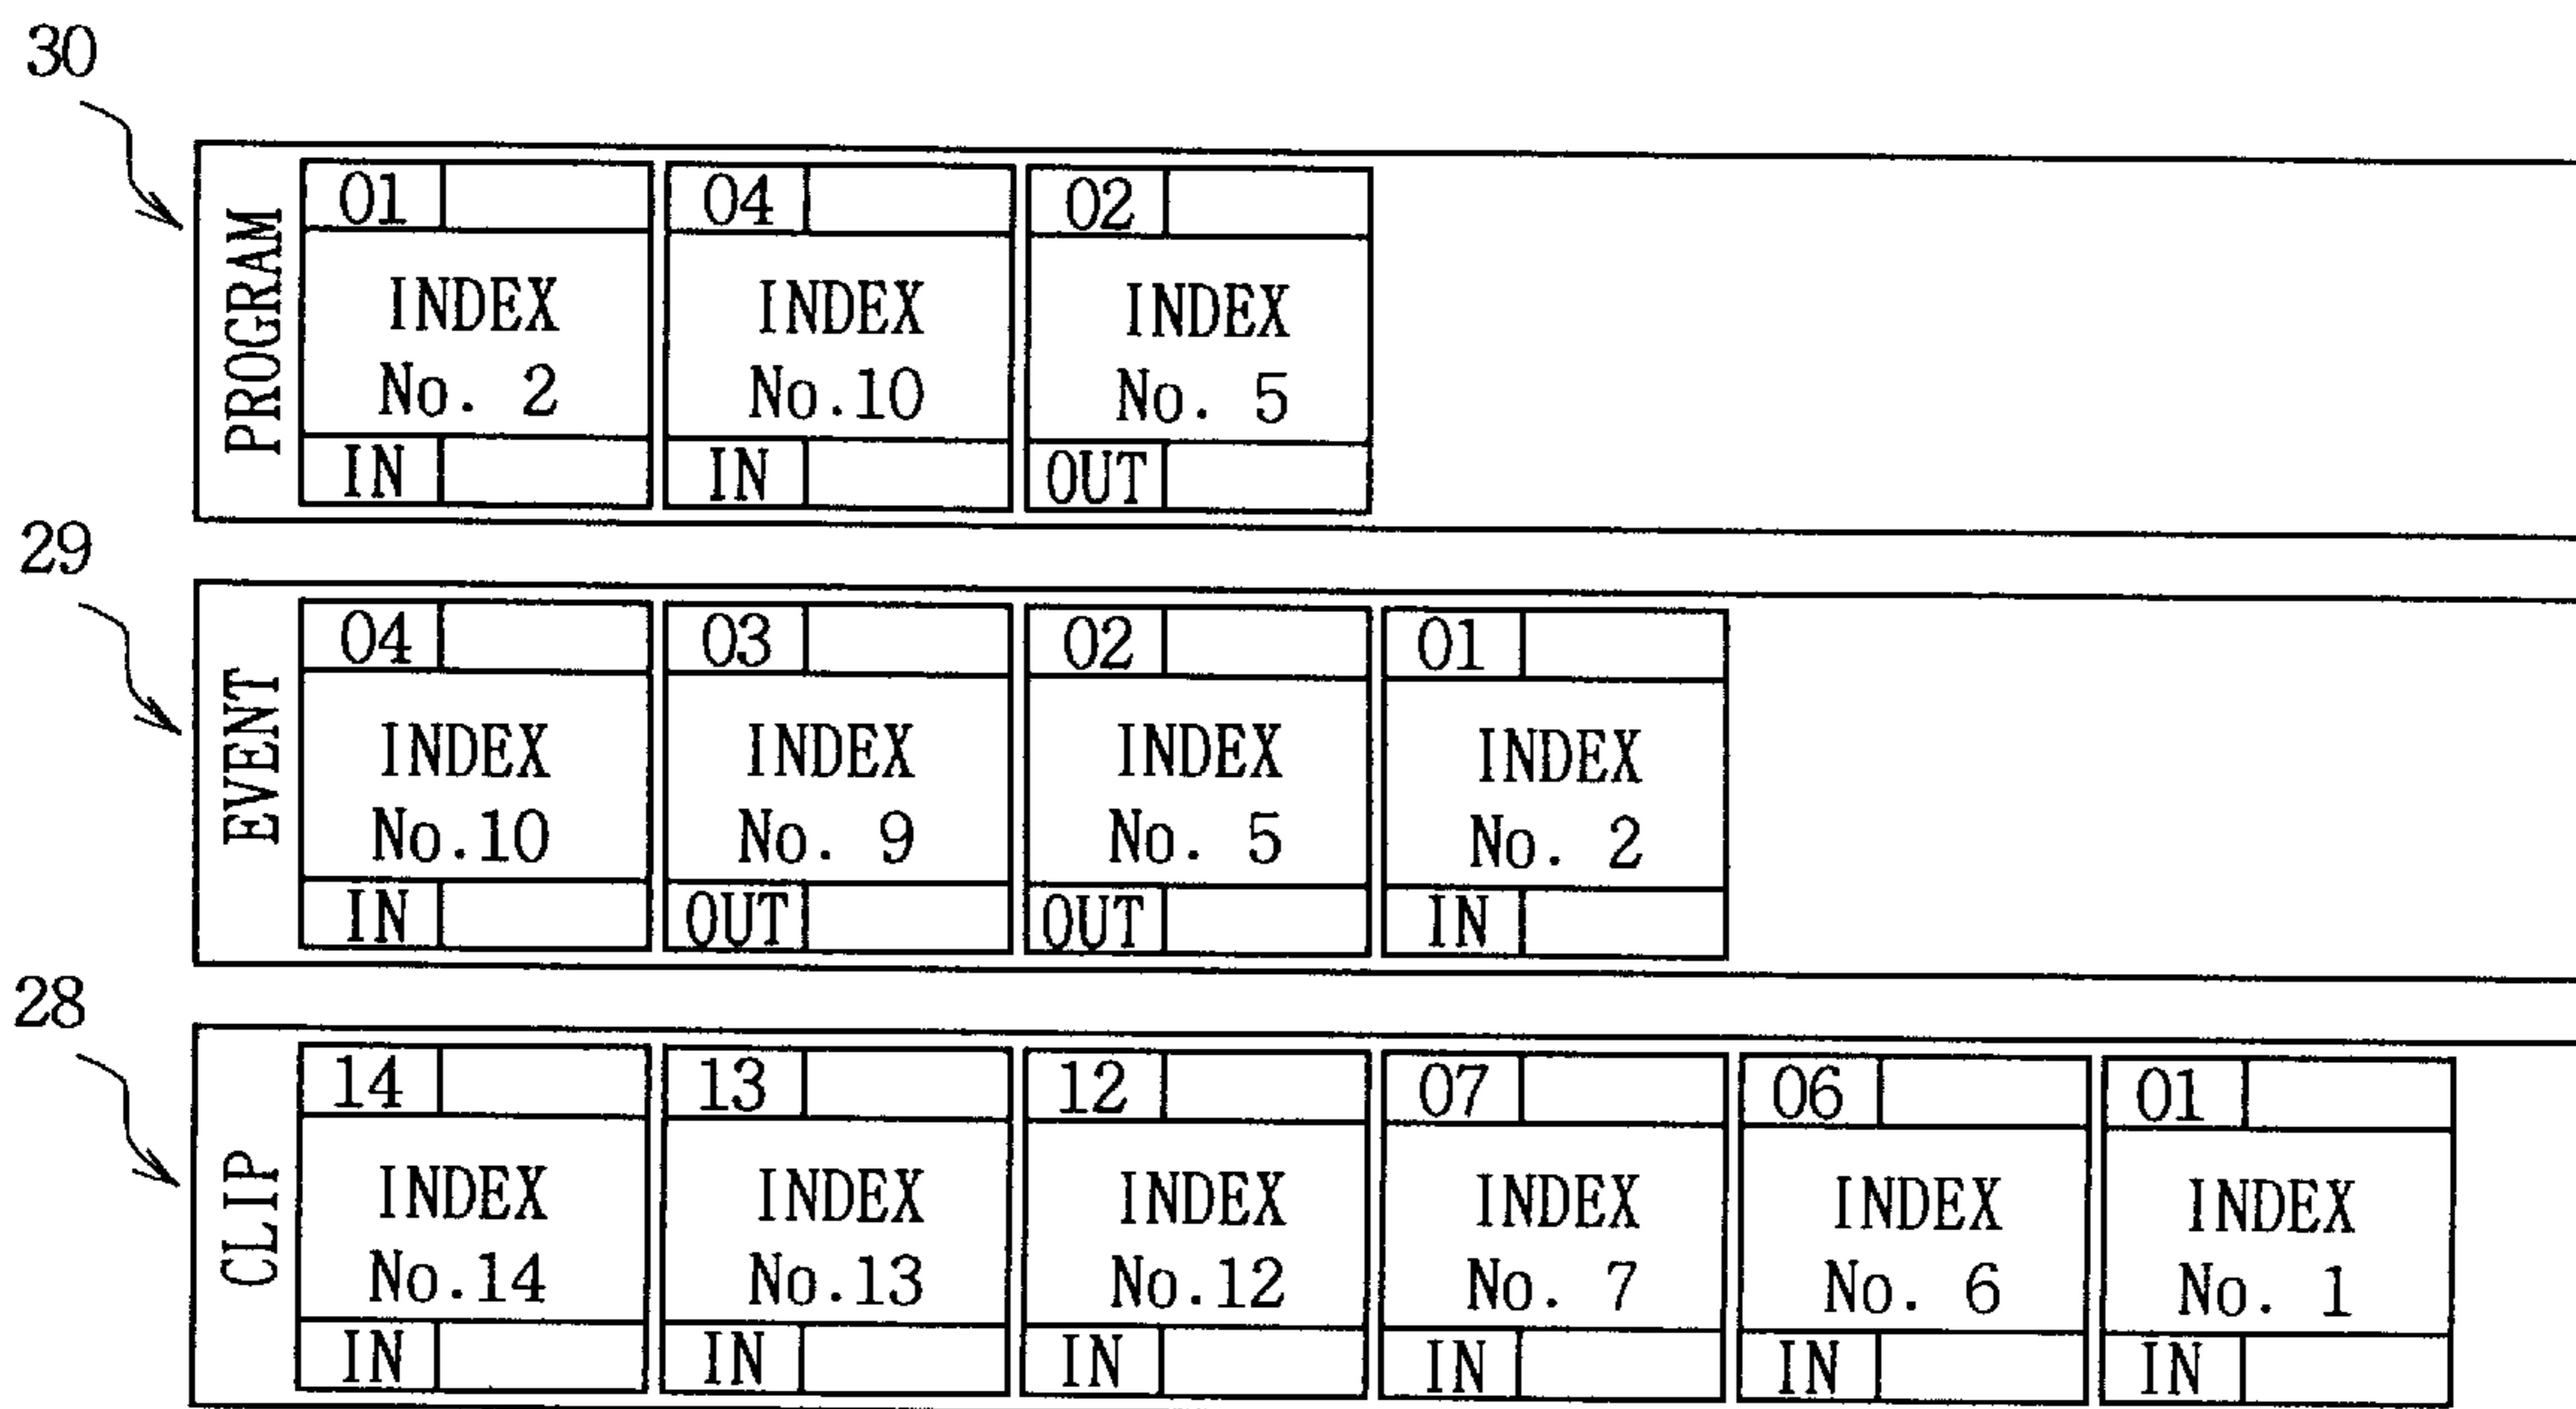 30
PROGRAM
01 04 02
INDEX INDEX INDEX
No. 2 No.10 No. 5
IN IN OUT
29
EVENT
04 03 02 01
INDEX INDEX INDEX INDEX
No.10 No. 9 No. 5 No. 2
IN OUT OUT IN
28
CLIP
14 13 12 07 06 01
INDEX INDEX INDEX INDEX INDEX INDEX
No.14 No.13 No.12 No. 7 No. 6 No. 1
IN IN IN IN IN IN